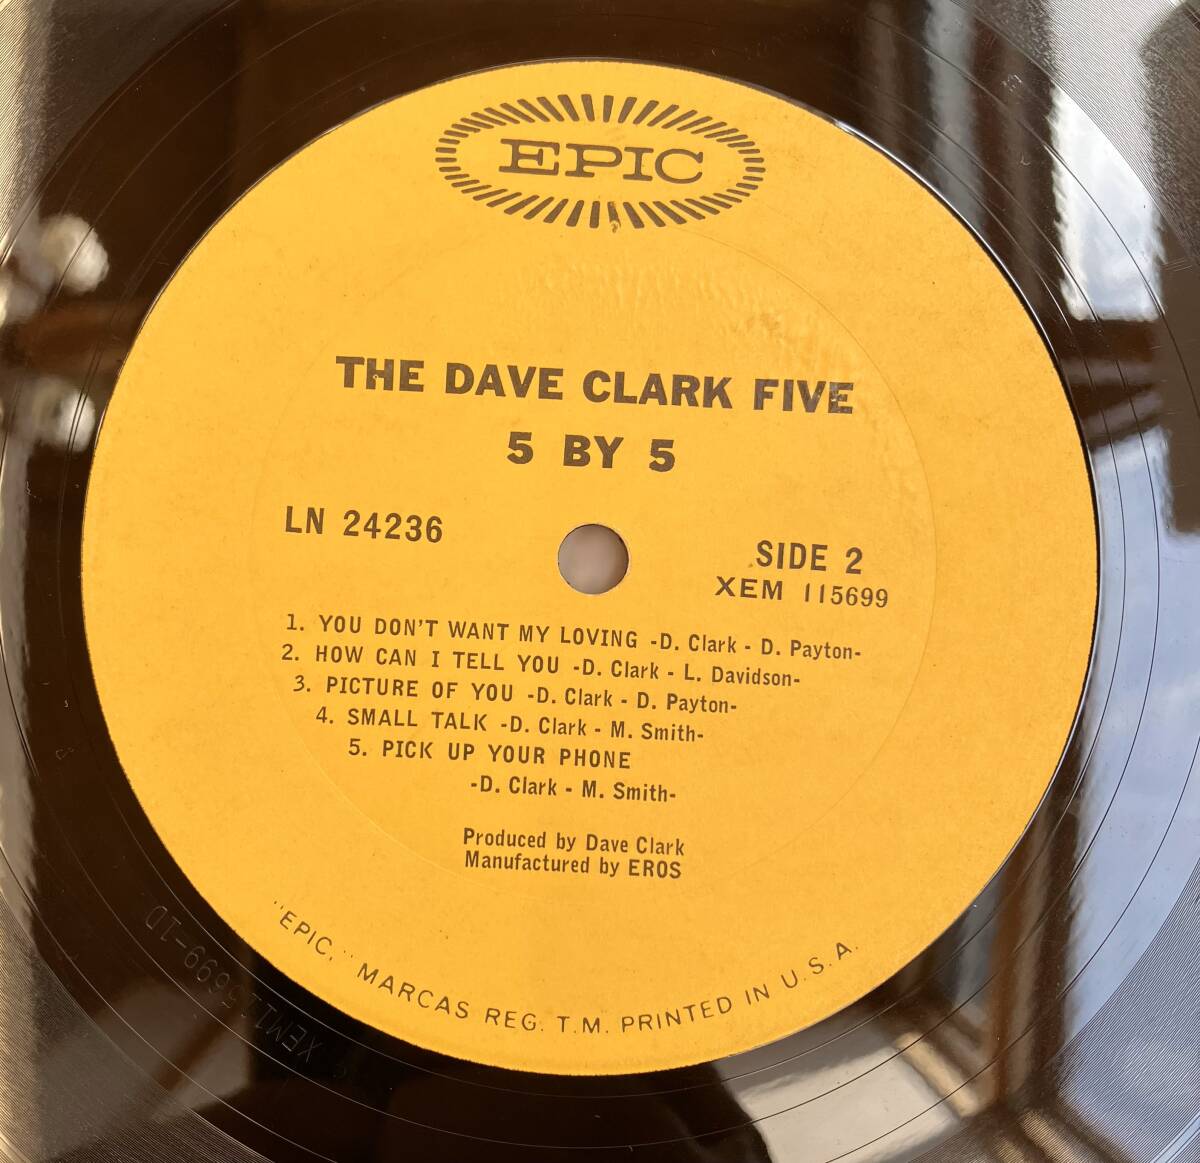 EPIC
THE DAVE CLARK FIVE
5 BY 5
LN 24236
SIDE 2
XEM 115699
1. YOU DON'T WANT MY LOVING -D. Clark - D. Payton-
2. HOW CAN I TELL YOU -D. Clark - L. Davidson-
3. PICTURE OF YOU -D. Clark - D. Payton-
4. SMALL TALK -D. Clark - M. Smith-
5. PICK UP YOUR PHONE
-D. Clark - M. Smith-
Produced by Dave Clark
Manufactured by EROS
"EPIC," MARCAS REG. T.M. PRINTED IN U.S.A.
XEM115699-1D